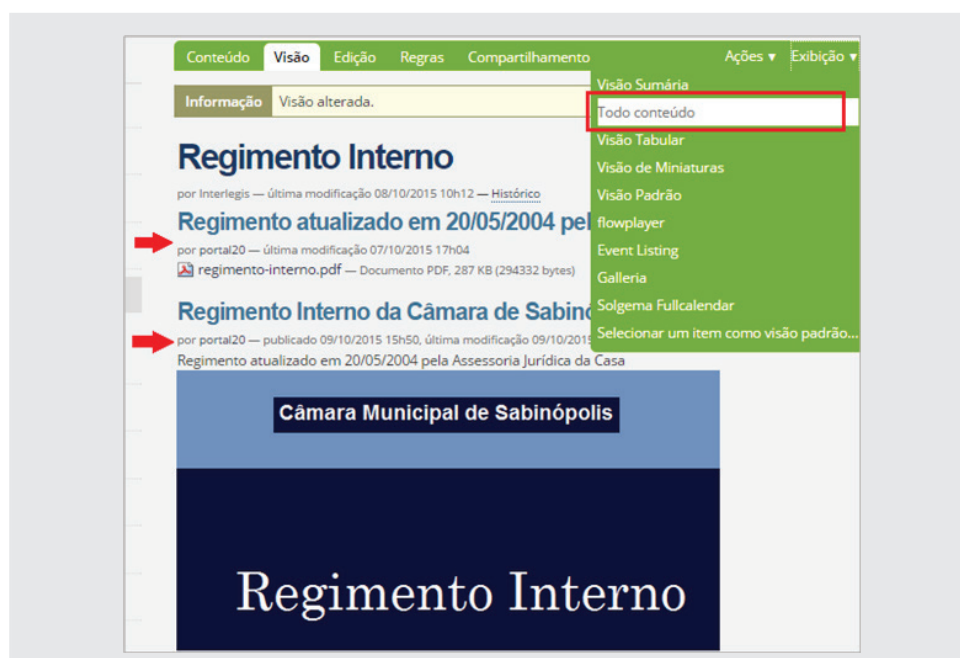 Conteúdo Visão Edição Regras Compartilhamento Ações ▾ Exibição ▾
Visão Sumária
Informação Visão alterada.
Todo conteúdo
Visão Tabular
Visão de Miniaturas
Visão Padrão
flowplayer
Event Listing
Galleria
Solgema Fullcalendar
Selecionar um item como visão padrão...
Regimento Interno
por Interlegis — última modificação 08/10/2015 10h12 — Histórico
Regimento atualizado em 20/05/2004 pel
por portal20 — última modificação 07/10/2015 17h04
regimento-interno.pdf — Documento PDF, 287 KB (294332 bytes)
Regimento Interno da Câmara de Sabinó
por portal20 — publicado 09/10/2015 15h50, última modificação 09/10/201
Regimento atualizado em 20/05/2004 pela Assessoria Jurídica da Casa
Câmara Municipal de Sabinópolis
Regimento Interno